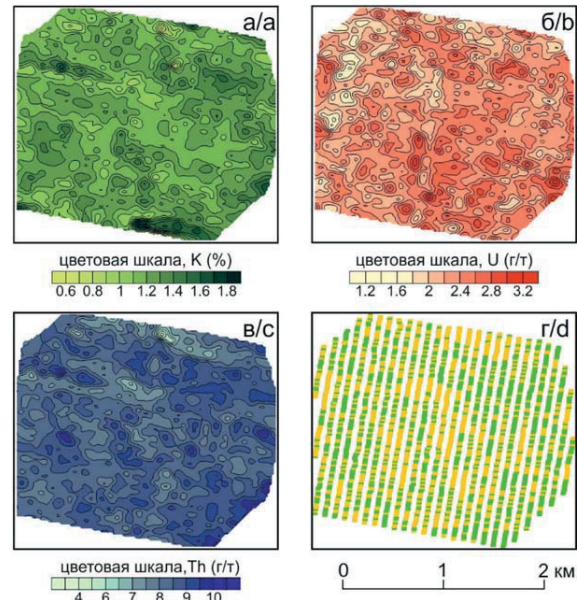 а/a
б/b
цветовая шкала, K (%)
0.6 0.8 1 1.2 1.4 1.6 1.8
цветовая шкала, U (г/т)
1.2 1.6 2 2.4 2.8 3.2
в/c
г/d
цветовая шкала,Th (г/т)
4 6 7 8 9 10
0 1 2 км